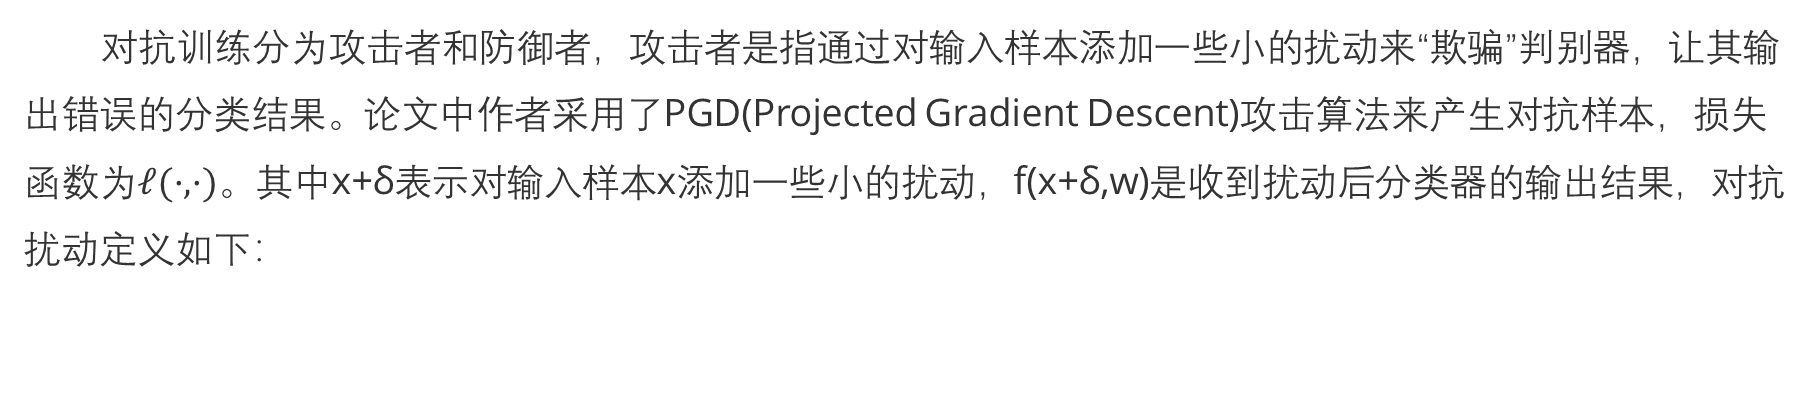 对抗训练分为攻击者和防御者，攻击者是指通过对输入样本添加一些小的扰动来“欺骗”判别器，让其输
出错误的分类结果。论文中作者采用了PGD(Projected Gradient Descent)攻击算法来产生对抗样本，损失
函数为ℓ(·,·)。其中x+δ表示对输入样本x添加一些小的扰动，f(x+δ,w)是收到扰动后分类器的输出结果，对抗
扰动定义如下：